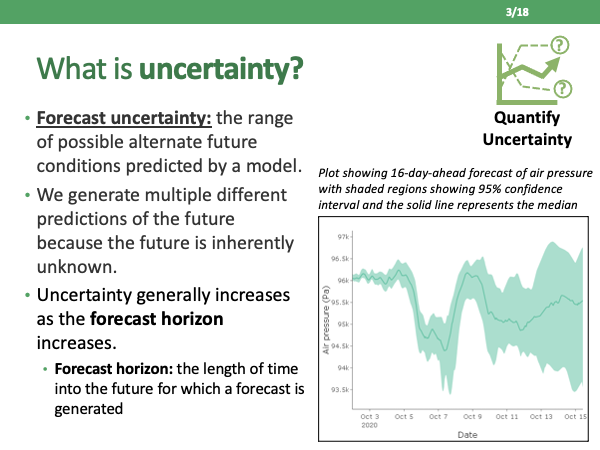 3/18
What is uncertainty?
• Forecast uncertainty: the range
of possible alternate future
conditions predicted by a model.
• We generate multiple different
predictions of the future
because the future is inherently
unknown.
• Uncertainty generally increases
as the forecast horizon
increases.
• Forecast horizon: the length of time
into the future for which a forecast is
generated
? ?
Quantify
Uncertainty
Plot showing 16-day-ahead forecast of air pressure
with shaded regions showing 95% confidence
interval and the solid line represents the median
Air pressure (Pa)
97k
96.5k
96k
95.5k
95k
94.5k
94k
93.5k
Oct 3 Oct 5 Oct 7 Oct 9 Oct 11 Oct 13 Oct 15
2020
Date